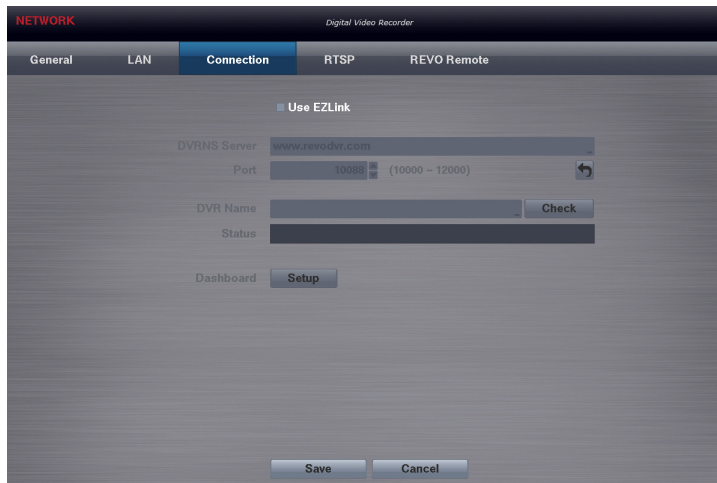 NETWORK Digital Video Recorder
General LAN Connection RTSP REVO Remote
Use EZLink
DVRNS Server www.revodvr.com
Port 10088 (10000 ~ 12000)
DVR Name Check
Status
Dashboard Setup
Save Cancel